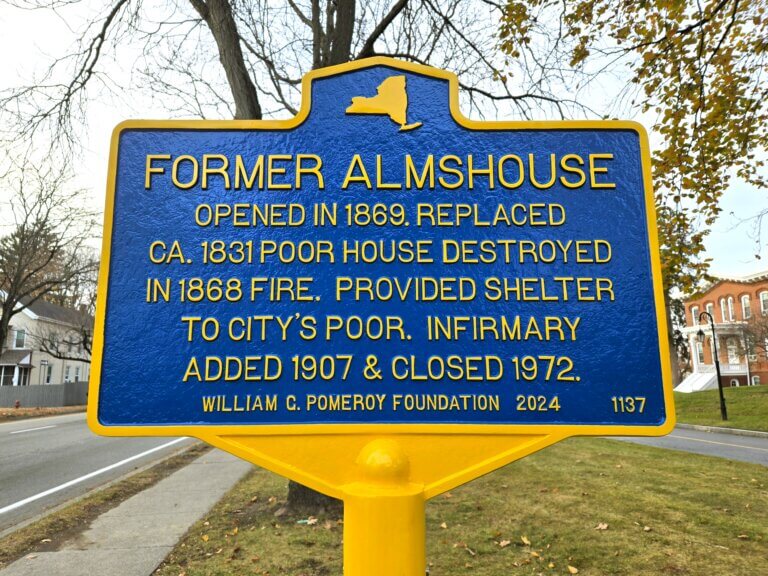 FORMER ALMSHOUSE
OPENED IN 1869. REPLACED
CA. 1831 POOR HOUSE DESTROYED
IN 1868 FIRE. PROVIDED SHELTER
TO CITY'S POOR. INFIRMARY
ADDED 1907 & CLOSED 1972.
WILLIAM G. POMEROY FOUNDATION 2024 1137